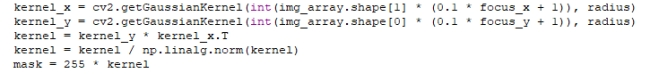 kernel_x = cv2.getGaussianKernel(int(img_array.shape[1] * (0.1 * focus_x + 1)), radius)
kernel_y = cv2.getGaussianKernel(int(img_array.shape[0] * (0.1 * focus_y + 1)), radius)
kernel = kernel_y * kernel_x.T
kernel = kernel / np.linalg.norm(kernel)
mask = 255 * kernel